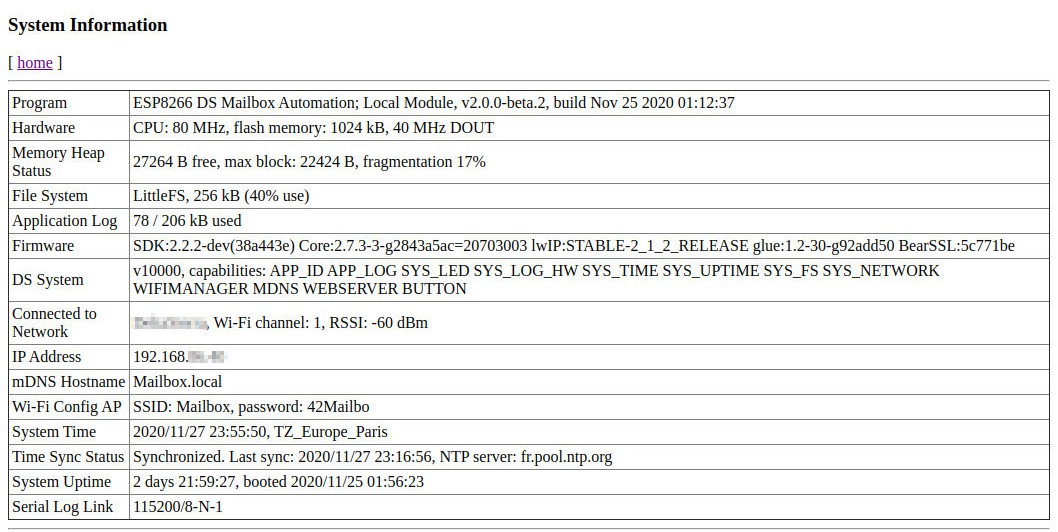 System Information
[ home ]
Program ESP8266 DS Mailbox Automation; Local Module, v2.0.0-beta.2, build Nov 25 2020 01:12:37
Hardware CPU: 80 MHz, flash memory: 1024 kB, 40 MHz DOUT
Memory Heap
Status 27264 B free, max block: 22424 B, fragmentation 17%
File System LittleFS, 256 kB (40% use)
Application Log 78 / 206 kB used
Firmware SDK:2.2.2-dev(38a443e) Core:2.7.3-3-g2843a5ac=20703003 lwIP:STABLE-2_1_2_RELEASE glue:1.2-30-g92add50 BearSSL:5c771be
DS System v10000, capabilities: APP_ID APP_LOG SYS_LED SYS_LOG_HW SYS_TIME SYS_UPTIME SYS_FS SYS_NETWORK
WIFIMANAGER MDNS WEBSERVER BUTTON
Connected to
Network , Wi-Fi channel: 1, RSSI: -60 dBm
IP Address 192.168.
mDNS Hostname Mailbox.local
Wi-Fi Config AP SSID: Mailbox, password: 42Mailbo
System Time 2020/11/27 23:55:50, TZ_Europe_Paris
Time Sync Status Synchronized. Last sync: 2020/11/27 23:16:56, NTP server: fr.pool.ntp.org
System Uptime 2 days 21:59:27, booted 2020/11/25 01:56:23
Serial Log Link 115200/8-N-1